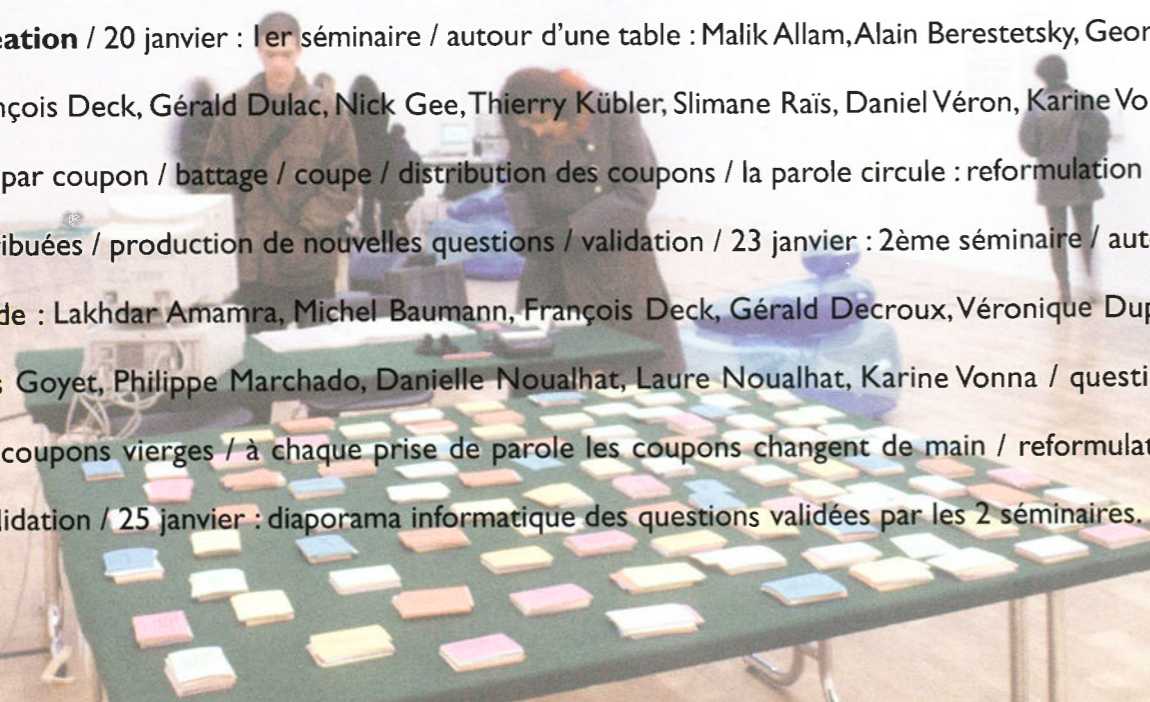 eation / 20 janvier : 1er séminaire / autour d'une table : Malik Allam, Alain Berestetsky, Geor
nçois Deck, Gérald Dulac, Nick Gee, Thierry Kübler, Slimane Raïs, Daniel Véron, Karine Vo
par coupon / battage / coupe / distribution des coupons / la parole circule : reformulation
ibuées / production de nouvelles questions / validation / 23 janvier : 2ème séminaire / aut
de : Lakhdar Amamra, Michel Baumann, François Deck, Gérald Decroux, Véronique Dup
s Goyet, Philippe Marchado, Danielle Noualhat, Laure Noualhat, Karine Vonna / questi
coupons vierges / à chaque prise de parole les coupons changent de main / reformulat
lidation / 25 janvier : diaporama informatique des questions validées par les 2 séminaires.